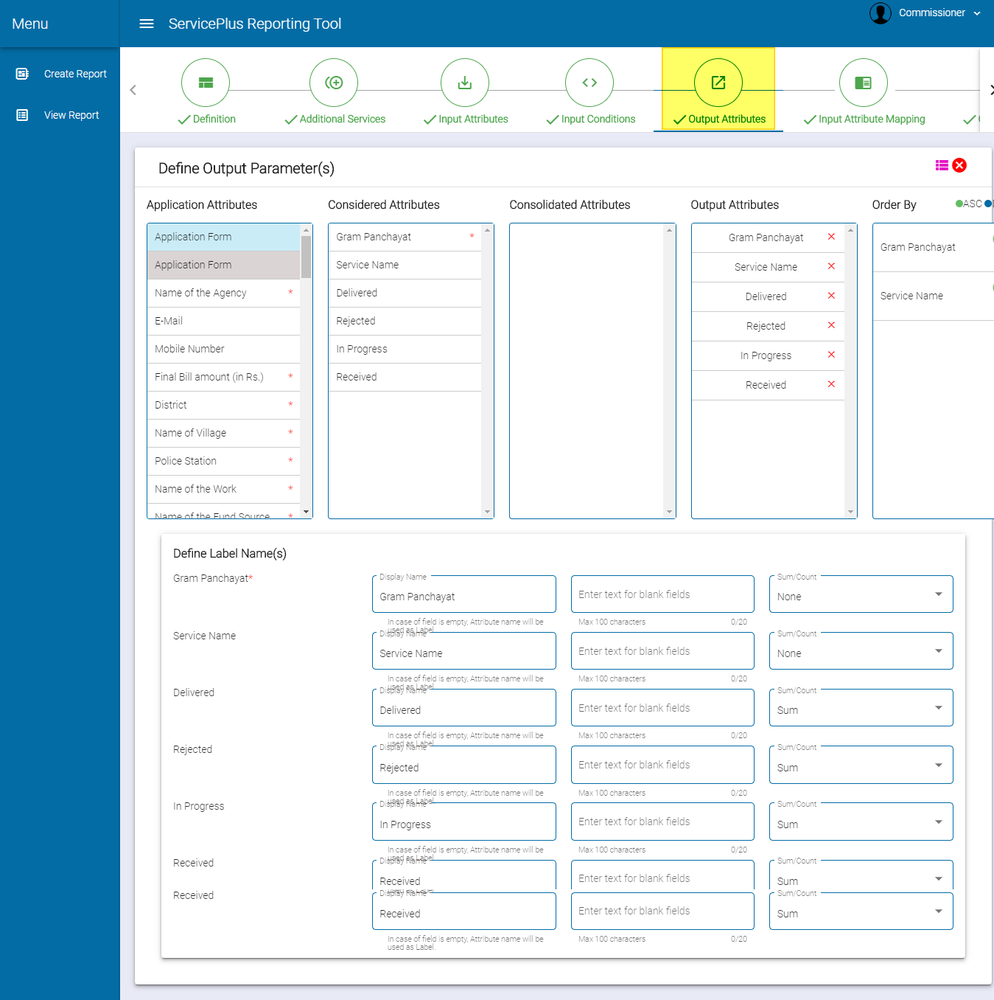 Menu
ServicePlus Reporting Tool
Commissioner
Create Report
View Report
Definition
Additional Services
Input Attributes
Input Conditions
Output Attributes
Input Attribute Mapping
Define Output Parameter(s)
Application Attributes
Considered Attributes
Consolidated Attributes
Output Attributes
Order By
ASC
Application Form
Application Form
Name of the Agency *
E-Mail
Mobile Number
Final Bill amount (in Rs.) *
District *
Name of Village *
Police Station *
Name of the Work *
Name of the Fund Source *
Gram Panchayat *
Service Name
Delivered
Rejected
In Progress
Received
Gram Panchayat
Service Name
Delivered
Rejected
In Progress
Received
Gram Panchayat
Service Name
Define Label Name(s)
Gram Panchayat*
Display Name
Gram Panchayat
Enter text for blank fields
Sum/Count
None
In case of field is empty, Attribute name will be
used as Label.
Max 100 characters 0/20
Service Name
Display Name
Service Name
Enter text for blank fields
Sum/Count
None
In case of field is empty, Attribute name will be
used as Label.
Max 100 characters 0/20
Delivered
Display Name
Delivered
Enter text for blank fields
Sum/Count
Sum
In case of field is empty, Attribute name will be
used as Label.
Max 100 characters 0/20
Rejected
Display Name
Rejected
Enter text for blank fields
Sum/Count
Sum
In case of field is empty, Attribute name will be
used as Label.
Max 100 characters 0/20
In Progress
Display Name
In Progress
Enter text for blank fields
Sum/Count
Sum
In case of field is empty, Attribute name will be
used as Label.
Max 100 characters 0/20
Received
Display Name
Received
Enter text for blank fields
Sum/Count
Sum
used as Label.
Received
Display Name
Received
Enter text for blank fields
Sum/Count
Sum
In case of field is empty, Attribute name will be
used as Label.
Max 100 characters 0/20